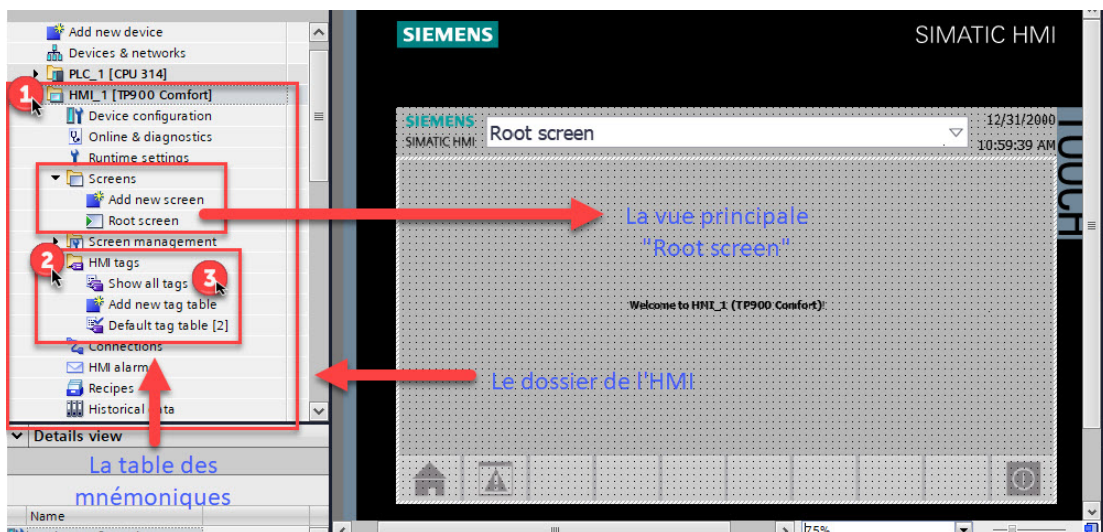 Add new device
Devices & networks
PLC_1 [CPU 314]
1
HMI_1 [TP900 Comfort]
Device configuration
Online & diagnostics
Runtime settings
Screens
Add new screen
Root screen
Screen management
2
HMI tags
Show all tags
3
Add new tag table
Default tag table [2]
Connections
HMI alarm
Recipes
Historical
Details view
La table des
mnémoniques
Name
SIEMENS
SIMATIC HMI
SIEMENS
SIMATIC HMI
Root screen
12/31/2000
10:59:39 AM
TOUCH
La vue principale
"Root screen"
Welcome to HMI_1 (TP900 Comfort)!
Le dossier de l'HMI
75%